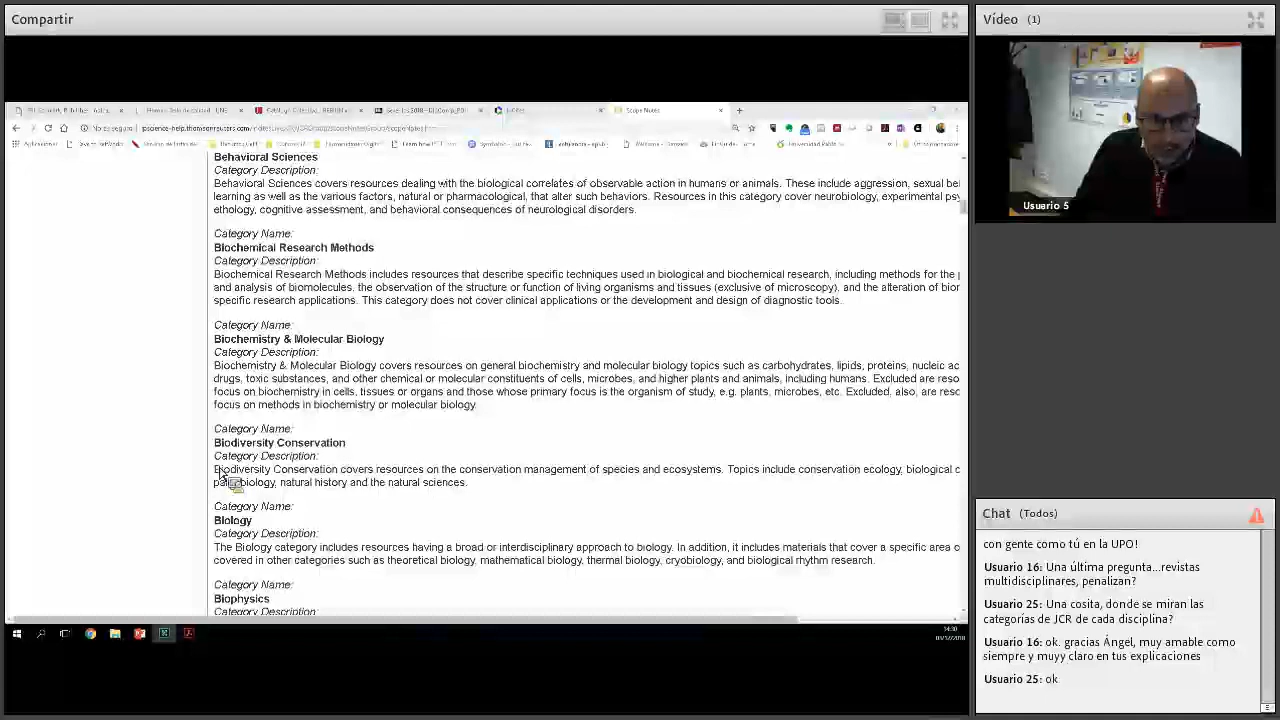 Compartir
Vídeo (1)
Scope Notes
No seguro
Behavioral Sciences
Category Description:
Behavioral Sciences covers resources dealing with the biological correlates of observable action in humans or animals. These include aggression, sexual
learning as well as the various factors, natural or pharmacological, that alter such behaviors. Resources in this category cover neurobiology, experimental
ethology, cognitive assessment, and behavioral consequences of neurological disorders.
Category Name:
Biochemical Research Methods
Category Description:
Biochemical Research Methods includes resources that describe specific techniques used in biological and biochemical research, including methods for the
and analysis of biomolecules, the observation of the structure or function of living organisms and tissues (exclusive of microscopy), and the alteration of
specific research applications. This category does not cover clinical applications or the development and design of diagnostic tools.
Category Name:
Biochemistry & Molecular Biology
Category Description:
Biochemistry & Molecular Biology covers resources on general biochemistry and molecular biology topics such as carbohydrates, lipids, proteins, nucleic ac
drugs, toxic substances, and other chemical or molecular constituents of cells, microbes, and higher plants and animals, including humans. Excluded are reso
focus on biochemistry in cells, tissues or organs and those whose primary focus is the organism of study, e.g. plants, microbes, etc. Excluded, also, are reso
focus on methods in biochemistry or molecular biology.
Category Name:
Biodiversity Conservation
Category Description:
Biodiversity Conservation covers resources on the conservation management of species and ecosystems. Topics include conservation ecology, biological c
natural history and the natural sciences.
Category Name:
Biology
Category Description:
The Biology category includes resources having a broad or interdisciplinary approach to biology. In addition, it includes materials that cover a specific area o
covered in other categories such as theoretical biology, mathematical biology, thermal biology, cryobiology, and biological rhythm research.
Category Name:
Biophysics
Category Description:
14:30
Usuario 5
Chat (Todos)
con gente como tú en la UPO!
Usuario 16: Una última pregunta...revistas
multidisciplinares, penalizan?
Usuario 25: Una cosita, donde se miran las
categorías de JCR de cada disciplina?
Usuario 16: ok. gracias Ángel, muy amable como
siempre y muyy claro en tus explicaciones
Usuario 25: ok